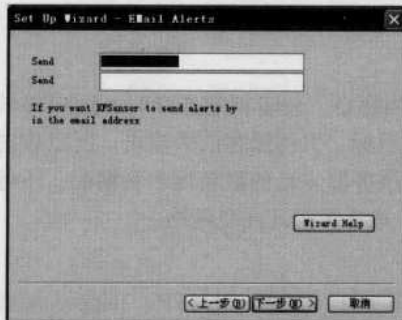 Set Up Wizard - EMail Alerts
Send
Send
If you want XPSenser to send alerts by
in the email address
Wizard Help
<上一步(B) 下一步(N) > 取消